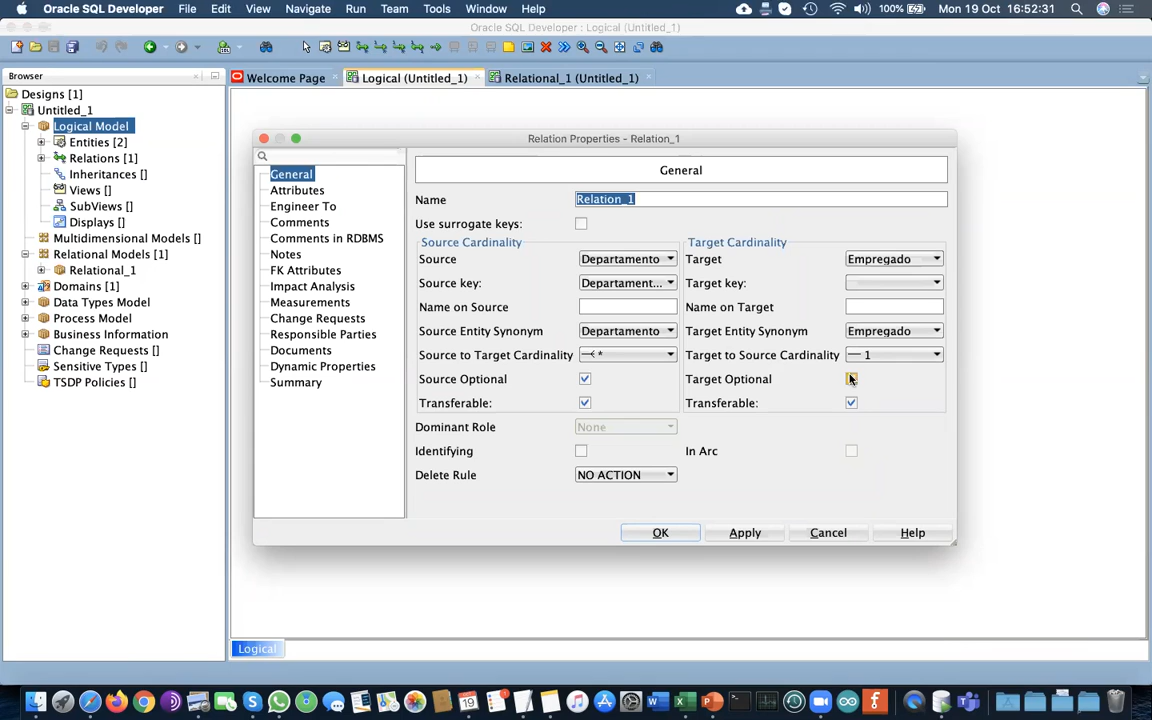 Oracle SQL Developer File Edit View Navigate Run Team Tools Window Help 100% Mon 19 Oct 16:52:31
Oracle SQL Developer - Logical (Untitled_1)
Browser
Welcome Page Logical (Untitled_1) Relational_1 (Untitled_1)
Designs [1]
Untitled_1
Logical Model
Entities [2]
Relations [1]
Inheritances []
Views []
SubViews []
Displays []
Multidimensional Models []
Relational Models [1]
Relational_1
Domains [1]
Data Types Model
Process Model
Business Information
Change Requests []
Sensitive Types []
TSDP Policies []
Relation Properties - Relation_1
General
Attributes
Engineer To
Comments
Comments in RDBMS
Notes
FK Attributes
Impact Analysis
Measurements
Change Requests
Responsible Parties
Documents
Dynamic Properties
Summary
General
Name Relation_1
Use surrogate keys:
Source Cardinality Target Cardinality
Source Departamento Target Empregado
Source key: Departament... Target key:
Name on Source Name on Target
Source Entity Synonym Departamento Target Entity Synonym Empregado
Source to Target Cardinality * Target to Source Cardinality 1
Source Optional Target Optional
Transferable: Transferable:
Dominant Role None
Identifying In Arc
Delete Rule NO ACTION
OK Apply Cancel Help
Logical